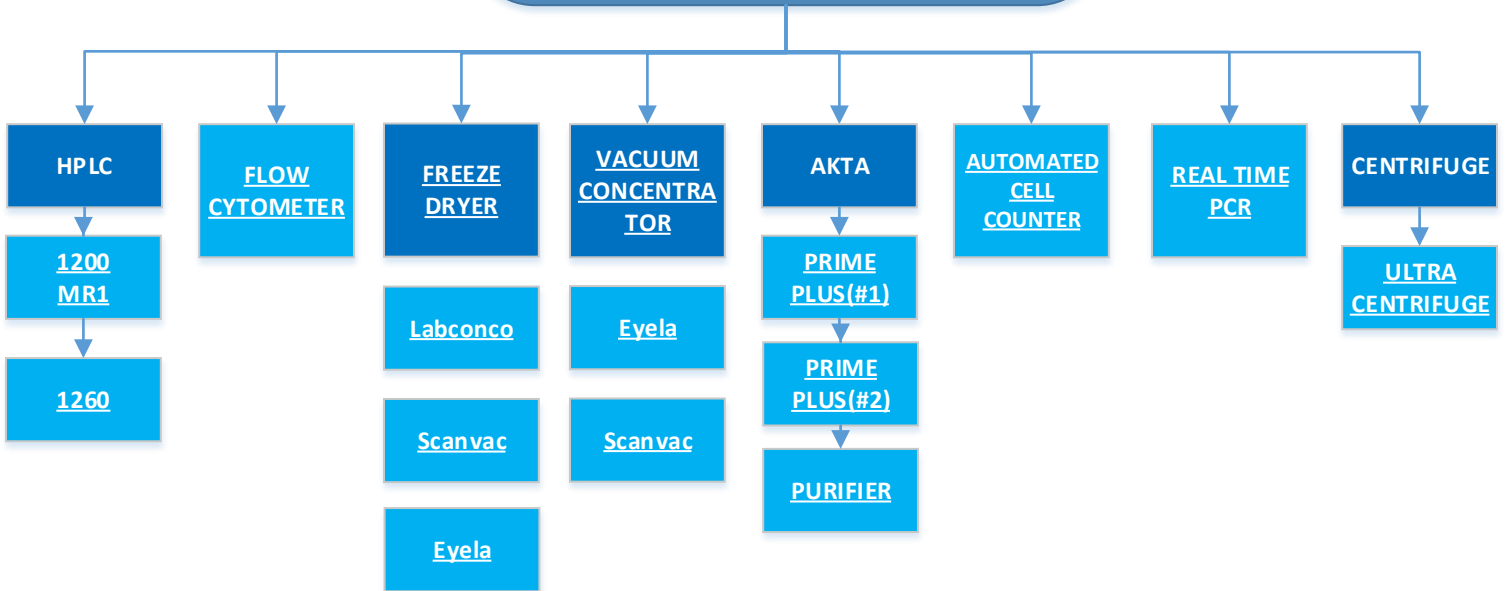 HPLC
1200
MR1
1260
FLOW
CYTOMETER
FREEZE
DRYER
Labconco
Scanvac
Eyela
VACUUM
CONCENTRA
TOR
Eyela
Scanvac
AKTA
PRIME
PLUS(#1)
PRIME
PLUS(#2)
PURIFIER
AUTOMATED
CELL
COUNTER
REAL TIME
PCR
CENTRIFUGE
ULTRA
CENTRIFUGE